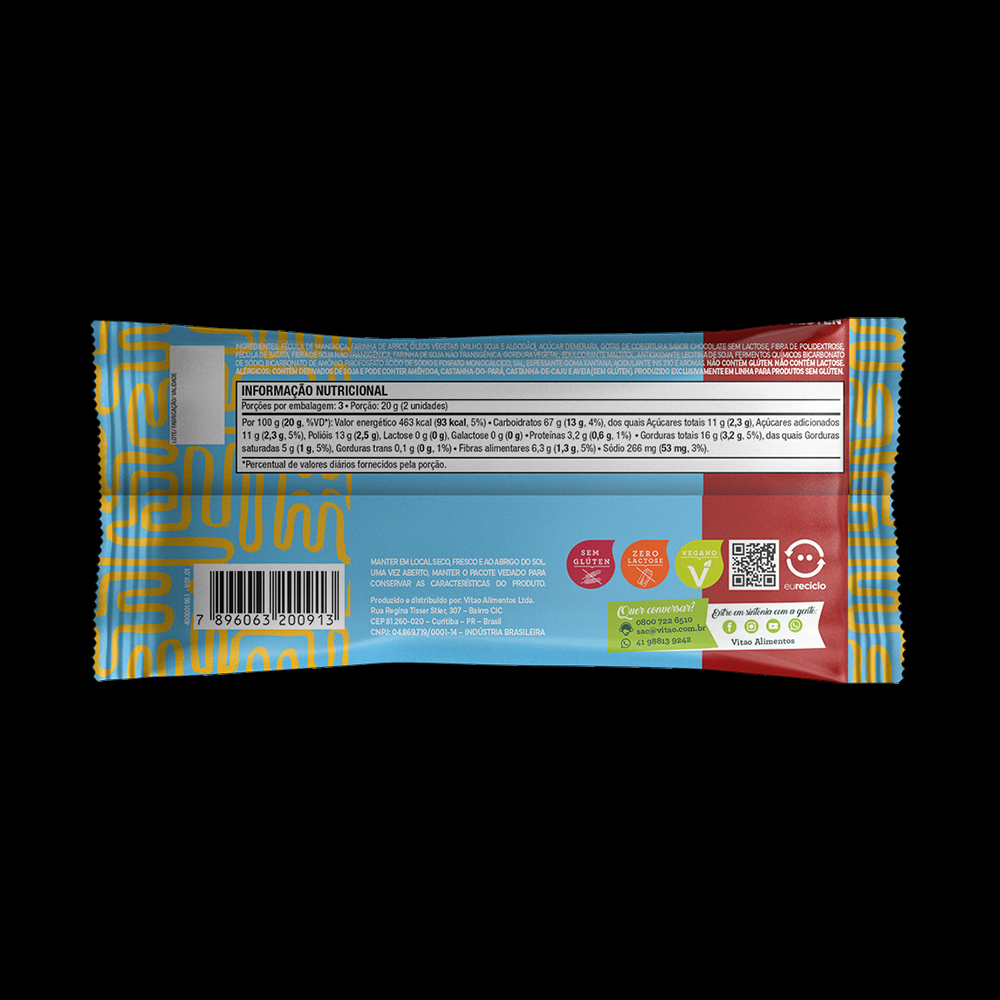 GLÚTEN
INGREDIENTES: FÉCULA DE MANDIOCA, FARINHA DE ARROZ, ÓLEOS VEGETAIS (MILHO, SOJA E ALGODÃO), AÇÚCAR DEMERARA, GOTAS DE COBERTURA SABOR CHOCOLATE SEM LACTOSE, FIBRA DE POLIDEXTROSE,
FÉCULA DE BATATA, FIBRA DE SOJA NÃO TRANSGÊNICA, FARINHA DE SOJA NÃO TRANSGÊNICA, GORDURA VEGETAL, EDULCORANTE MALTITOL, ANTIOXIDANTE LECITINA DE SOJA, FERMENTOS QUÍMICOS BICARBONATO
DE SÓDIO, BICARBONATO DE AMÔNIO, PIROFOSFATO ÁCIDO DE SÓDIO E FOSFATO MONOCÁLCICO, SAL, ESPESSANTE GOMA XANTANA, ACIDULANTE INS 330 E AROMAS. NÃO CONTÉM GLÚTEN. NÃO CONTÉM LACTOSE.
ALÉRGICOS: CONTÉM DERIVADOS DE SOJA E PODE CONTER AMÊNDOA, CASTANHA-DO-PARÁ, CASTANHA-DE-CAJU E AVEIA (SEM GLÚTEN). PRODUZIDO EXCLUSIVAMENTE EM LINHA PARA PRODUTOS SEM GLÚTEN.
LOTE/ FABRICAÇÃO/ VALIDADE
INFORMAÇÃO NUTRICIONAL
Porções por embalagem: 3 • Porção: 20 g (2 unidades)
Por 100 g (20 g, %VD*): Valor energético 463 kcal (93 kcal, 5%) • Carboidratos 67 g (13 g, 4%), dos quais Açúcares totais 11 g (2,3 g), Açúcares adicionados
11 g (2,3 g, 5%), Polióis 13 g (2,5 g), Lactose 0 g (0 g), Galactose 0 g (0 g) • Proteínas 3,2 g (0,6 g, 1%) • Gorduras totais 16 g (3,2 g, 5%), das quais Gorduras
saturadas 5 g (1 g, 5%), Gorduras trans 0,1 g (0 g, 1%) • Fibras alimentares 6,3 g (1,3 g, 5%) • Sódio 266 mg (53 mg, 3%).
*Percentual de valores diários fornecidos pela porção.
MANTER EM LOCAL SECO, FRESCO E AO ABRIGO DO SOL.
UMA VEZ ABERTO, MANTER O PACOTE VEDADO PARA
CONSERVAR AS CARACTERÍSTICAS DO PRODUTO.
Produzido e distribuído por: Vitao Alimentos Ltda.
Rua Regina Tisser Stier, 307 – Bairro CIC
CEP 81.260-020 – Curitiba – PR – Brasil
CNPJ: 04.869.719/0001-14 – INDÚSTRIA BRASILEIRA
SEM
GLÚTEN
ZERO
LACTOSE
VEGANO
V
eureciclo
Quer conversar?
0800 722 6510
sac@vitao.com.br
41 98813 9242
Entre em sintonia com a gente:
Vitao Alimentos
7 896063 200913